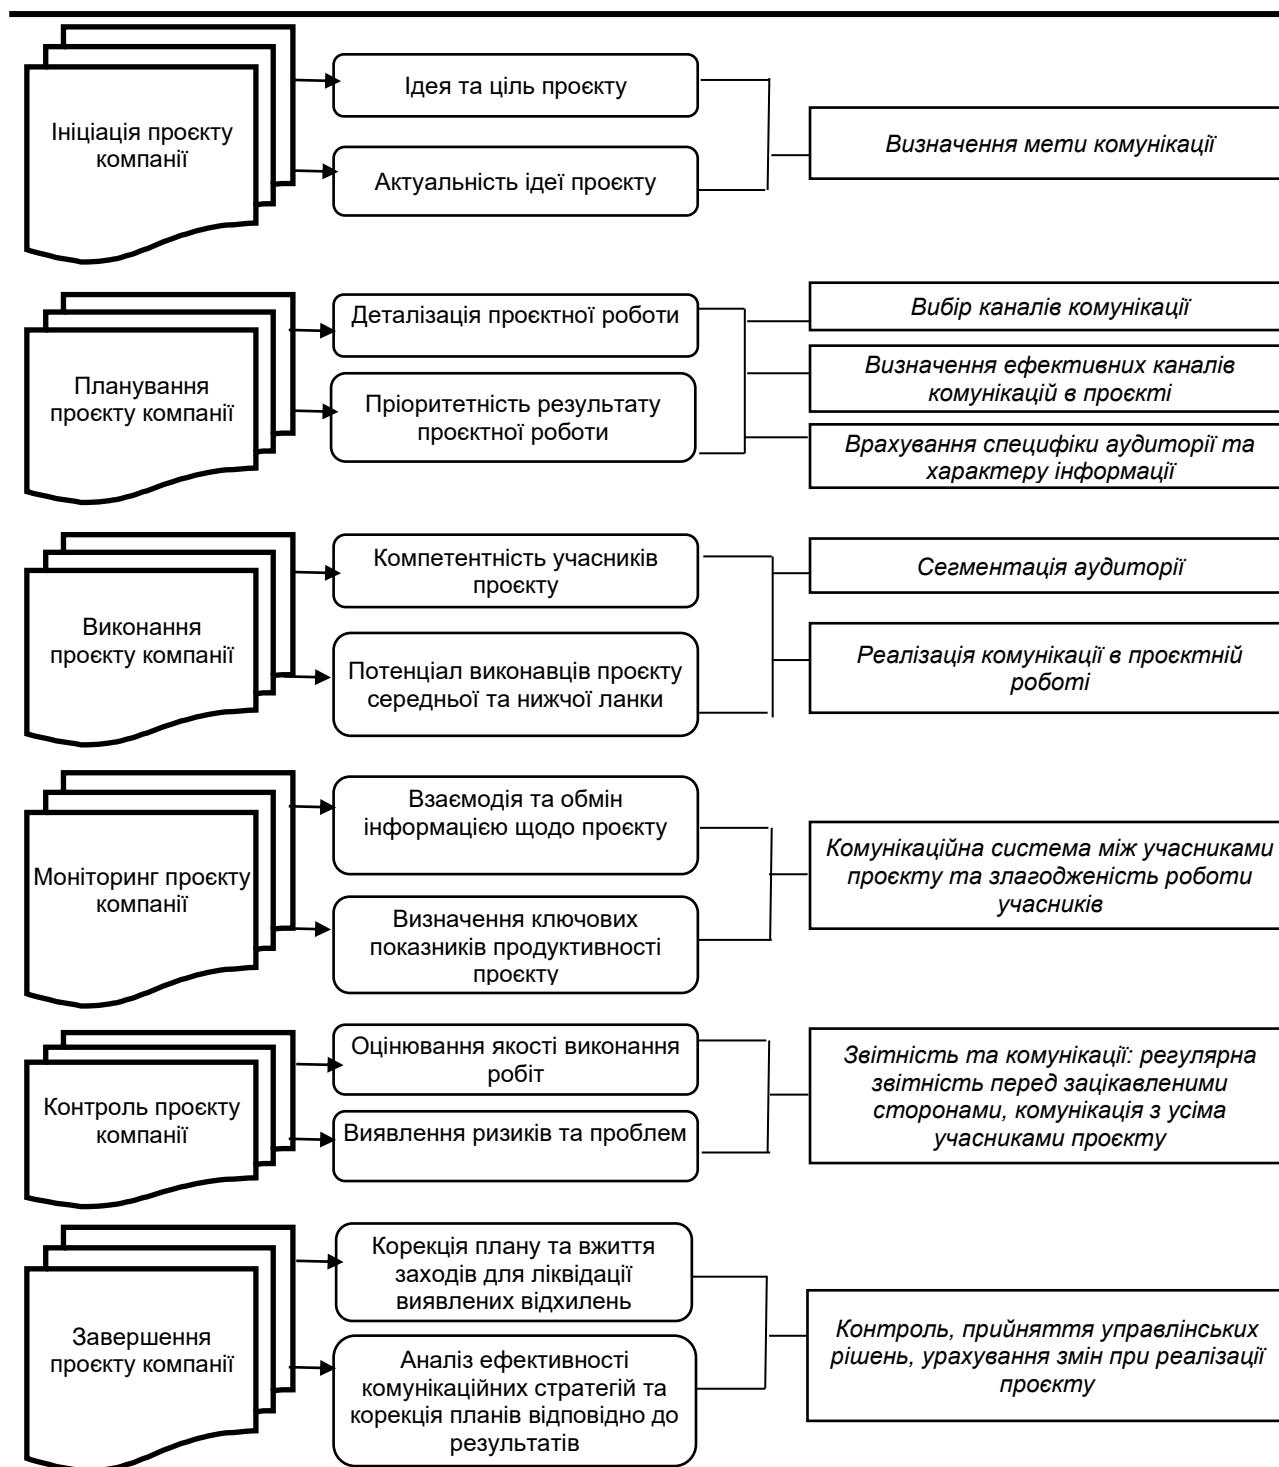 Ініціація проєкту
компанії
Ідея та ціль проєкту
Актуальність ідеї проєкту
Визначення мети комунікації
Планування
проєкту компанії
Деталізація проєктної роботи
Пріоритетність результату
проєктної роботи
Вибір каналів комунікації
Визначення ефективних каналів
комунікацій в проєкті
Врахування специфіки аудиторії та
характеру інформації
Виконання
проєкту компанії
Компетентність учасників
проєкту
Потенціал виконавців проєкту
середньої та нижчої ланки
Сегментація аудиторії
Реалізація комунікації в проєктній
роботі
Моніторинг проєкту
компанії
Взаємодія та обмін
інформацією щодо проєкту
Визначення ключових
показників продуктивності
проєкту
Комунікаційна система між учасниками
проєкту та злагодженість роботи
учасників
Контроль проєкту
компанії
Оцінювання якості виконання
робіт
Виявлення ризиків та проблем
Звітність та комунікації: регулярна
звітність перед зацікавленими
сторонами, комунікація з усіма
учасниками проєкту
Завершення
проєкту компанії
Корекція плану та вжиття
заходів для ліквідації
виявлених відхилень
Аналіз ефективності
комунікаційних стратегій та
корекція планів відповідно до
результатів
Контроль, прийняття управлінських
рішень, урахування змін при реалізації
проєкту